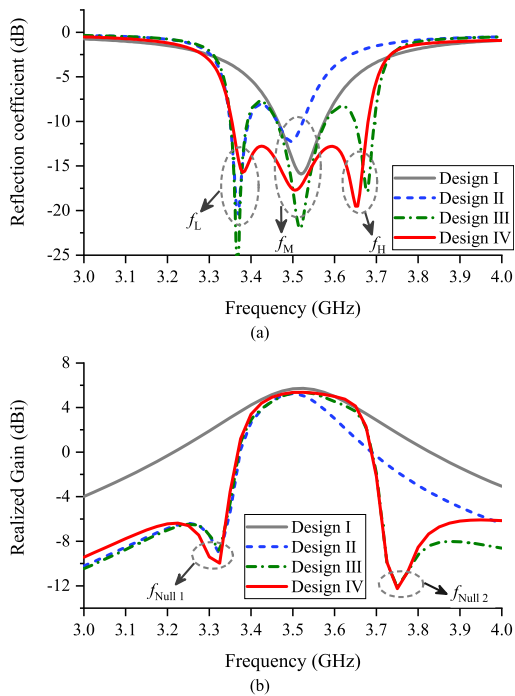 Reflection coefficient (dB)
0
-5
-10
-15
-20
-25
fL
fM
fH
Design I
Design II
Design III
Design IV
3.0 3.1 3.2 3.3 3.4 3.5 3.6 3.7 3.8 3.9 4.0
Frequency (GHz)
(a)
Realized Gain (dBi)
8
4
0
-4
-8
-12
Design I
Design II
Design III
Design IV
fNull 1
fNull 2
3.0 3.1 3.2 3.3 3.4 3.5 3.6 3.7 3.8 3.9 4.0
Frequency (GHz)
(b)